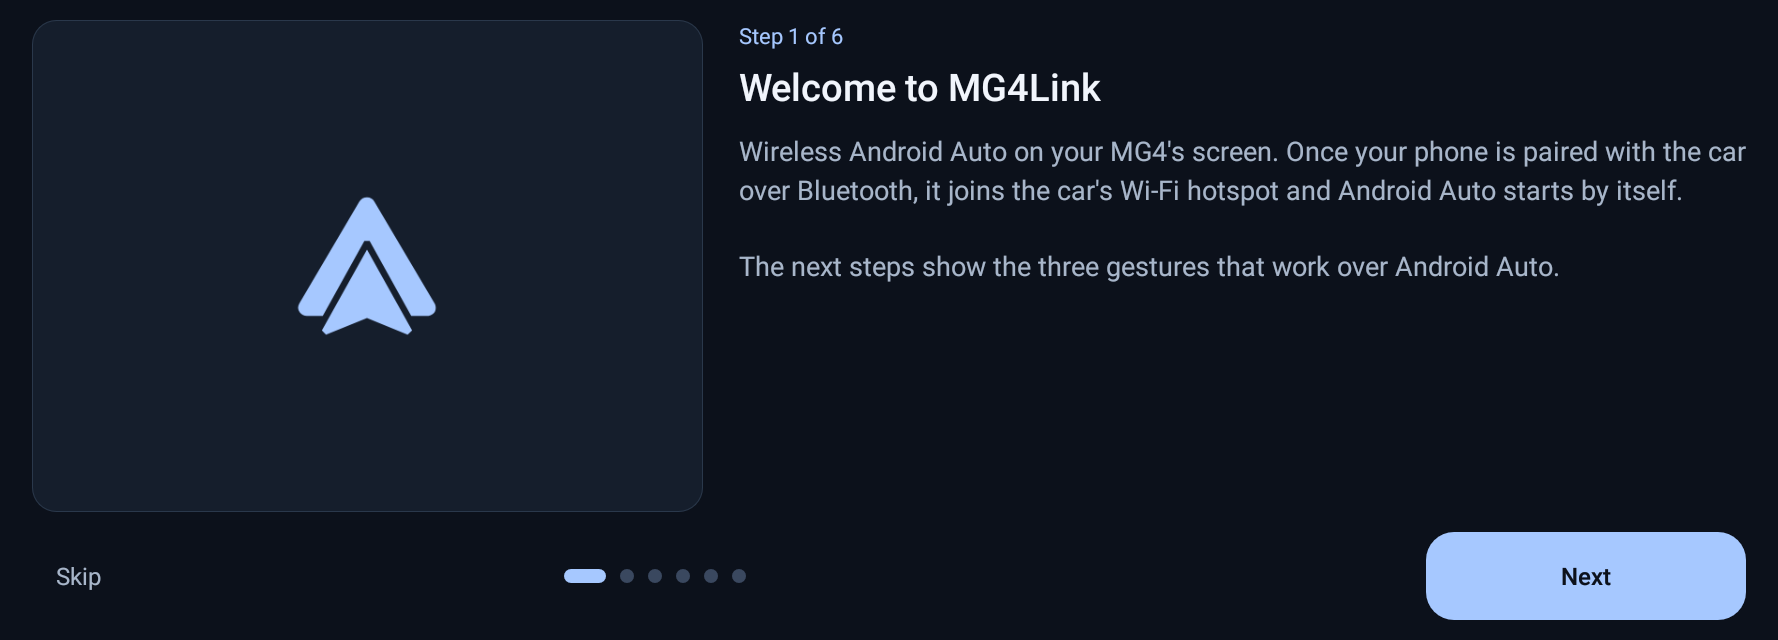 Step 1 of 6
Welcome to MG4Link
Wireless Android Auto on your MG4's screen. Once your phone is paired with the car
over Bluetooth, it joins the car's Wi-Fi hotspot and Android Auto starts by itself.
The next steps show the three gestures that work over Android Auto.
Skip
Next